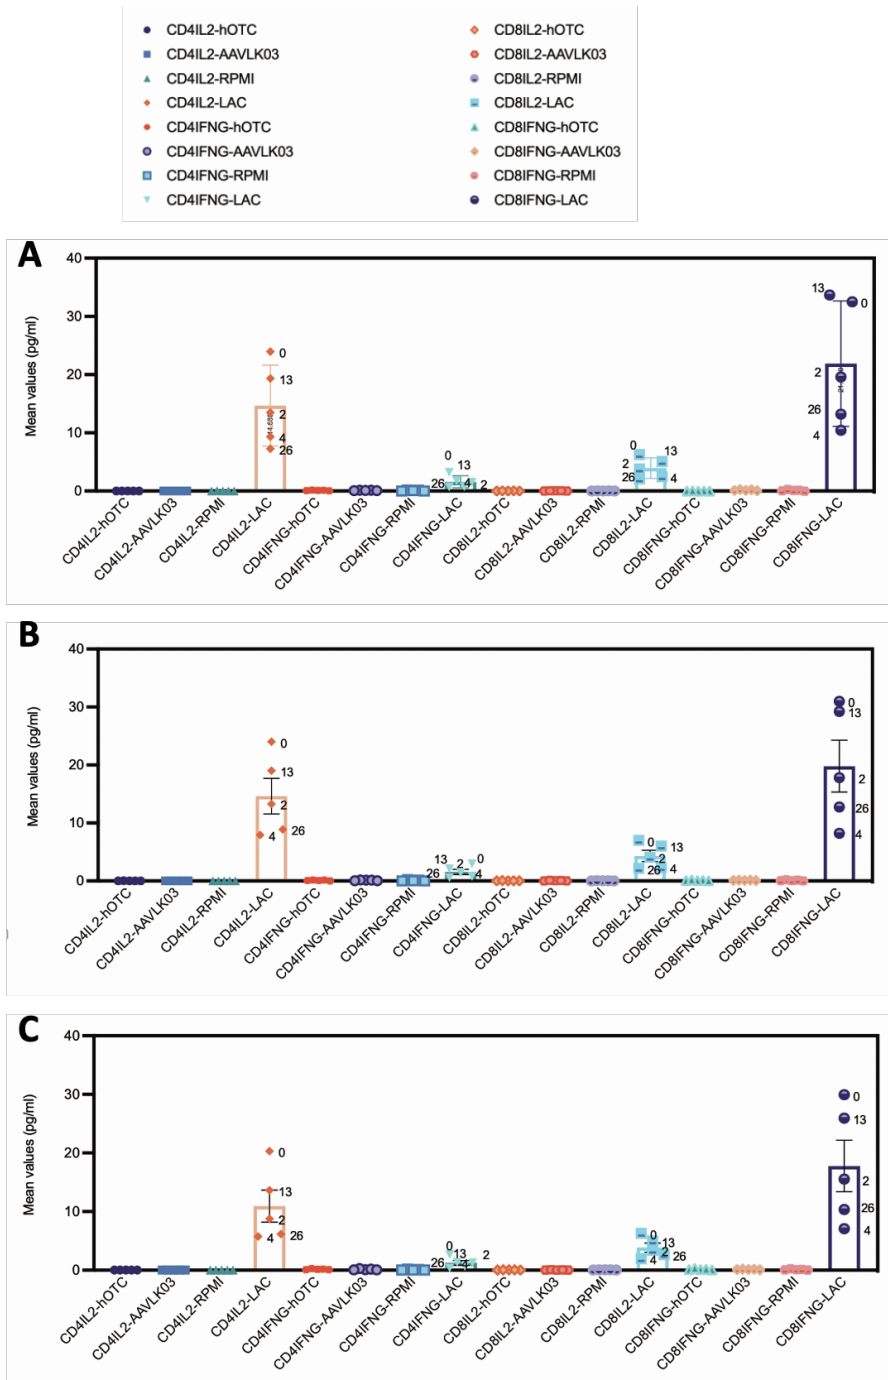 CD4IL2-hOTC
CD4IL2-AAVLK03
CD4IL2-RPMI
CD4IL2-LAC
CD4IFNG-hOTC
CD4IFNG-AAVLK03
CD4IFNG-RPMI
CD4IFNG-LAC
CD8IL2-hOTC
CD8IL2-AAVLK03
CD8IL2-RPMI
CD8IL2-LAC
CD8IFNG-hOTC
CD8IFNG-AAVLK03
CD8IFNG-RPMI
CD8IFNG-LAC
A
Mean values (pg/ml)
40
30
20
10
0
0
13
2
4
26
0
13
26
4
2
0
13
2
26
4
13
0
2
26
4
CD4IL2-hOTC
CD4IL2-AAVLK03
CD4IL2-RPMI
CD4IL2-LAC
CD4IFNG-hOTC
CD4IFNG-AAVLK03
CD4IFNG-RPMI
CD4IFNG-LAC
CD8IL2-hOTC
CD8IL2-AAVLK03
CD8IL2-RPMI
CD8IL2-LAC
CD8IFNG-hOTC
CD8IFNG-AAVLK03
CD8IFNG-RPMI
CD8IFNG-LAC
B
Mean values (pg/ml)
40
30
20
10
0
0
13
2
4
26
13
2
0
26
4
0
13
2
26
4
0
13
2
26
4
CD4IL2-hOTC
CD4IL2-AAVLK03
CD4IL2-RPMI
CD4IL2-LAC
CD4IFNG-hOTC
CD4IFNG-AAVLK03
CD4IFNG-RPMI
CD4IFNG-LAC
CD8IL2-hOTC
CD8IL2-AAVLK03
CD8IL2-RPMI
CD8IL2-LAC
CD8IFNG-hOTC
CD8IFNG-AAVLK03
CD8IFNG-RPMI
CD8IFNG-LAC
C
Mean values (pg/ml)
40
30
20
10
0
0
13
2
4
26
0
13
2
26
4
0
13
2
26
4
0
13
2
26
4
CD4IL2-hOTC
CD4IL2-AAVLK03
CD4IL2-RPMI
CD4IL2-LAC
CD4IFNG-hOTC
CD4IFNG-AAVLK03
CD4IFNG-RPMI
CD4IFNG-LAC
CD8IL2-hOTC
CD8IL2-AAVLK03
CD8IL2-RPMI
CD8IL2-LAC
CD8IFNG-hOTC
CD8IFNG-AAVLK03
CD8IFNG-RPMI
CD8IFNG-LAC